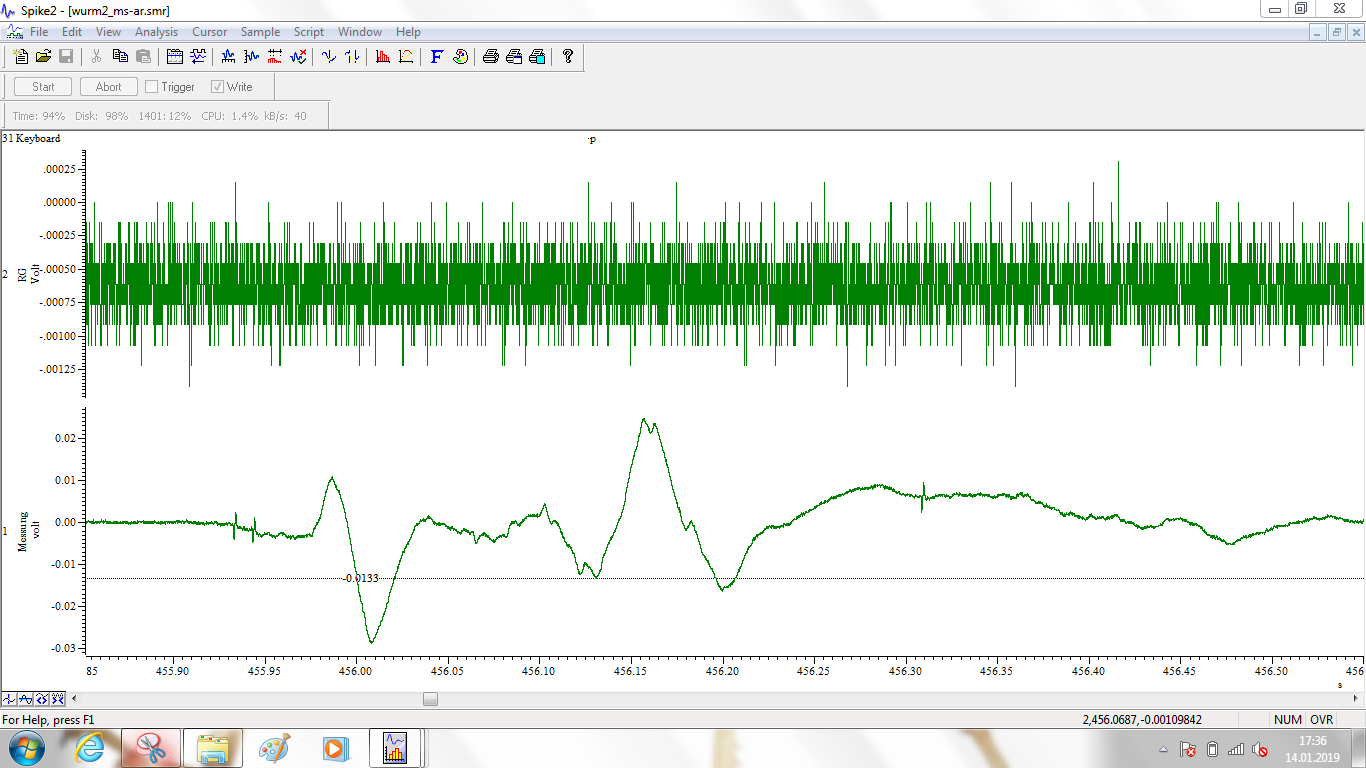 Spike2 - [wurm2_ms-ar.smr]
File Edit View Analysis Cursor Sample Script Window Help
Start Abort Trigger Write
Time: 94% Disk: 98% 1401: 12% CPU: 1.4% kB/s: 40
31 Keyboard
-p
.00025
.00000
-.00025
-.00050
-.00075
-.00100
-.00125
2
RG
Volt
0.02
0.01
0.00
-0.01
-0.02
-0.03
1
Messung
volt
-0.0133
85 455.90 455.95 456.00 456.05 456.10 456.15 456.20 456.25 456.30 456.35 456.40 456.45 456.50 456
s
For Help, press F1
2,456.0687,-0.00109842
NUM OVR
17:36
14.01.2019